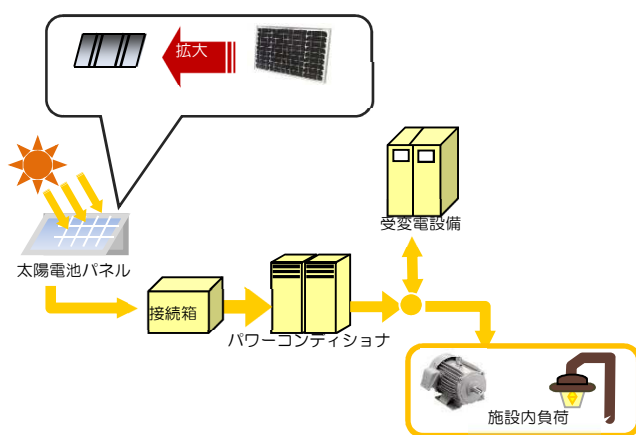 拡大
受変電設備
太陽電池パネル
接続箱
パワーコンディショナ
施設内負荷